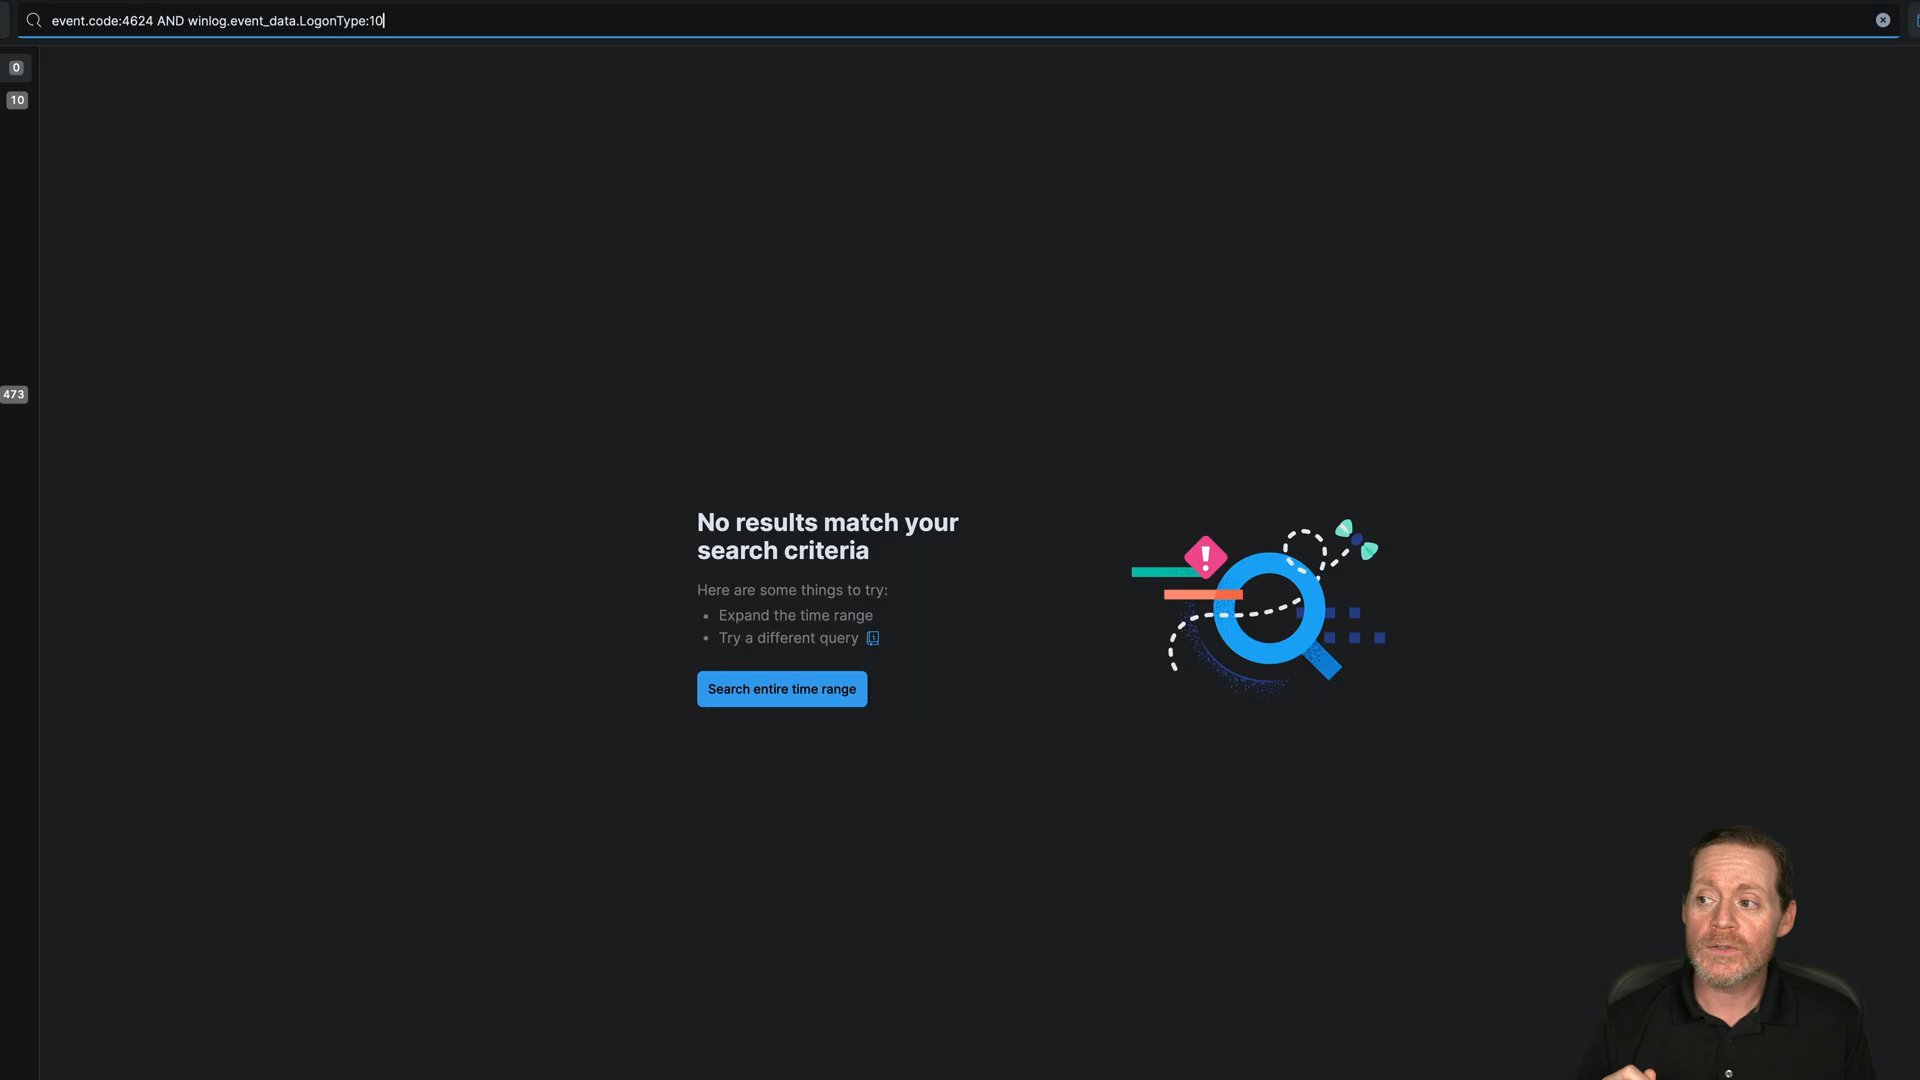 event.code:4624 AND winlog.event_data.LogonType:10
0
10
473
No results match your
search criteria
Here are some things to try:
• Expand the time range
• Try a different query
Search entire time range